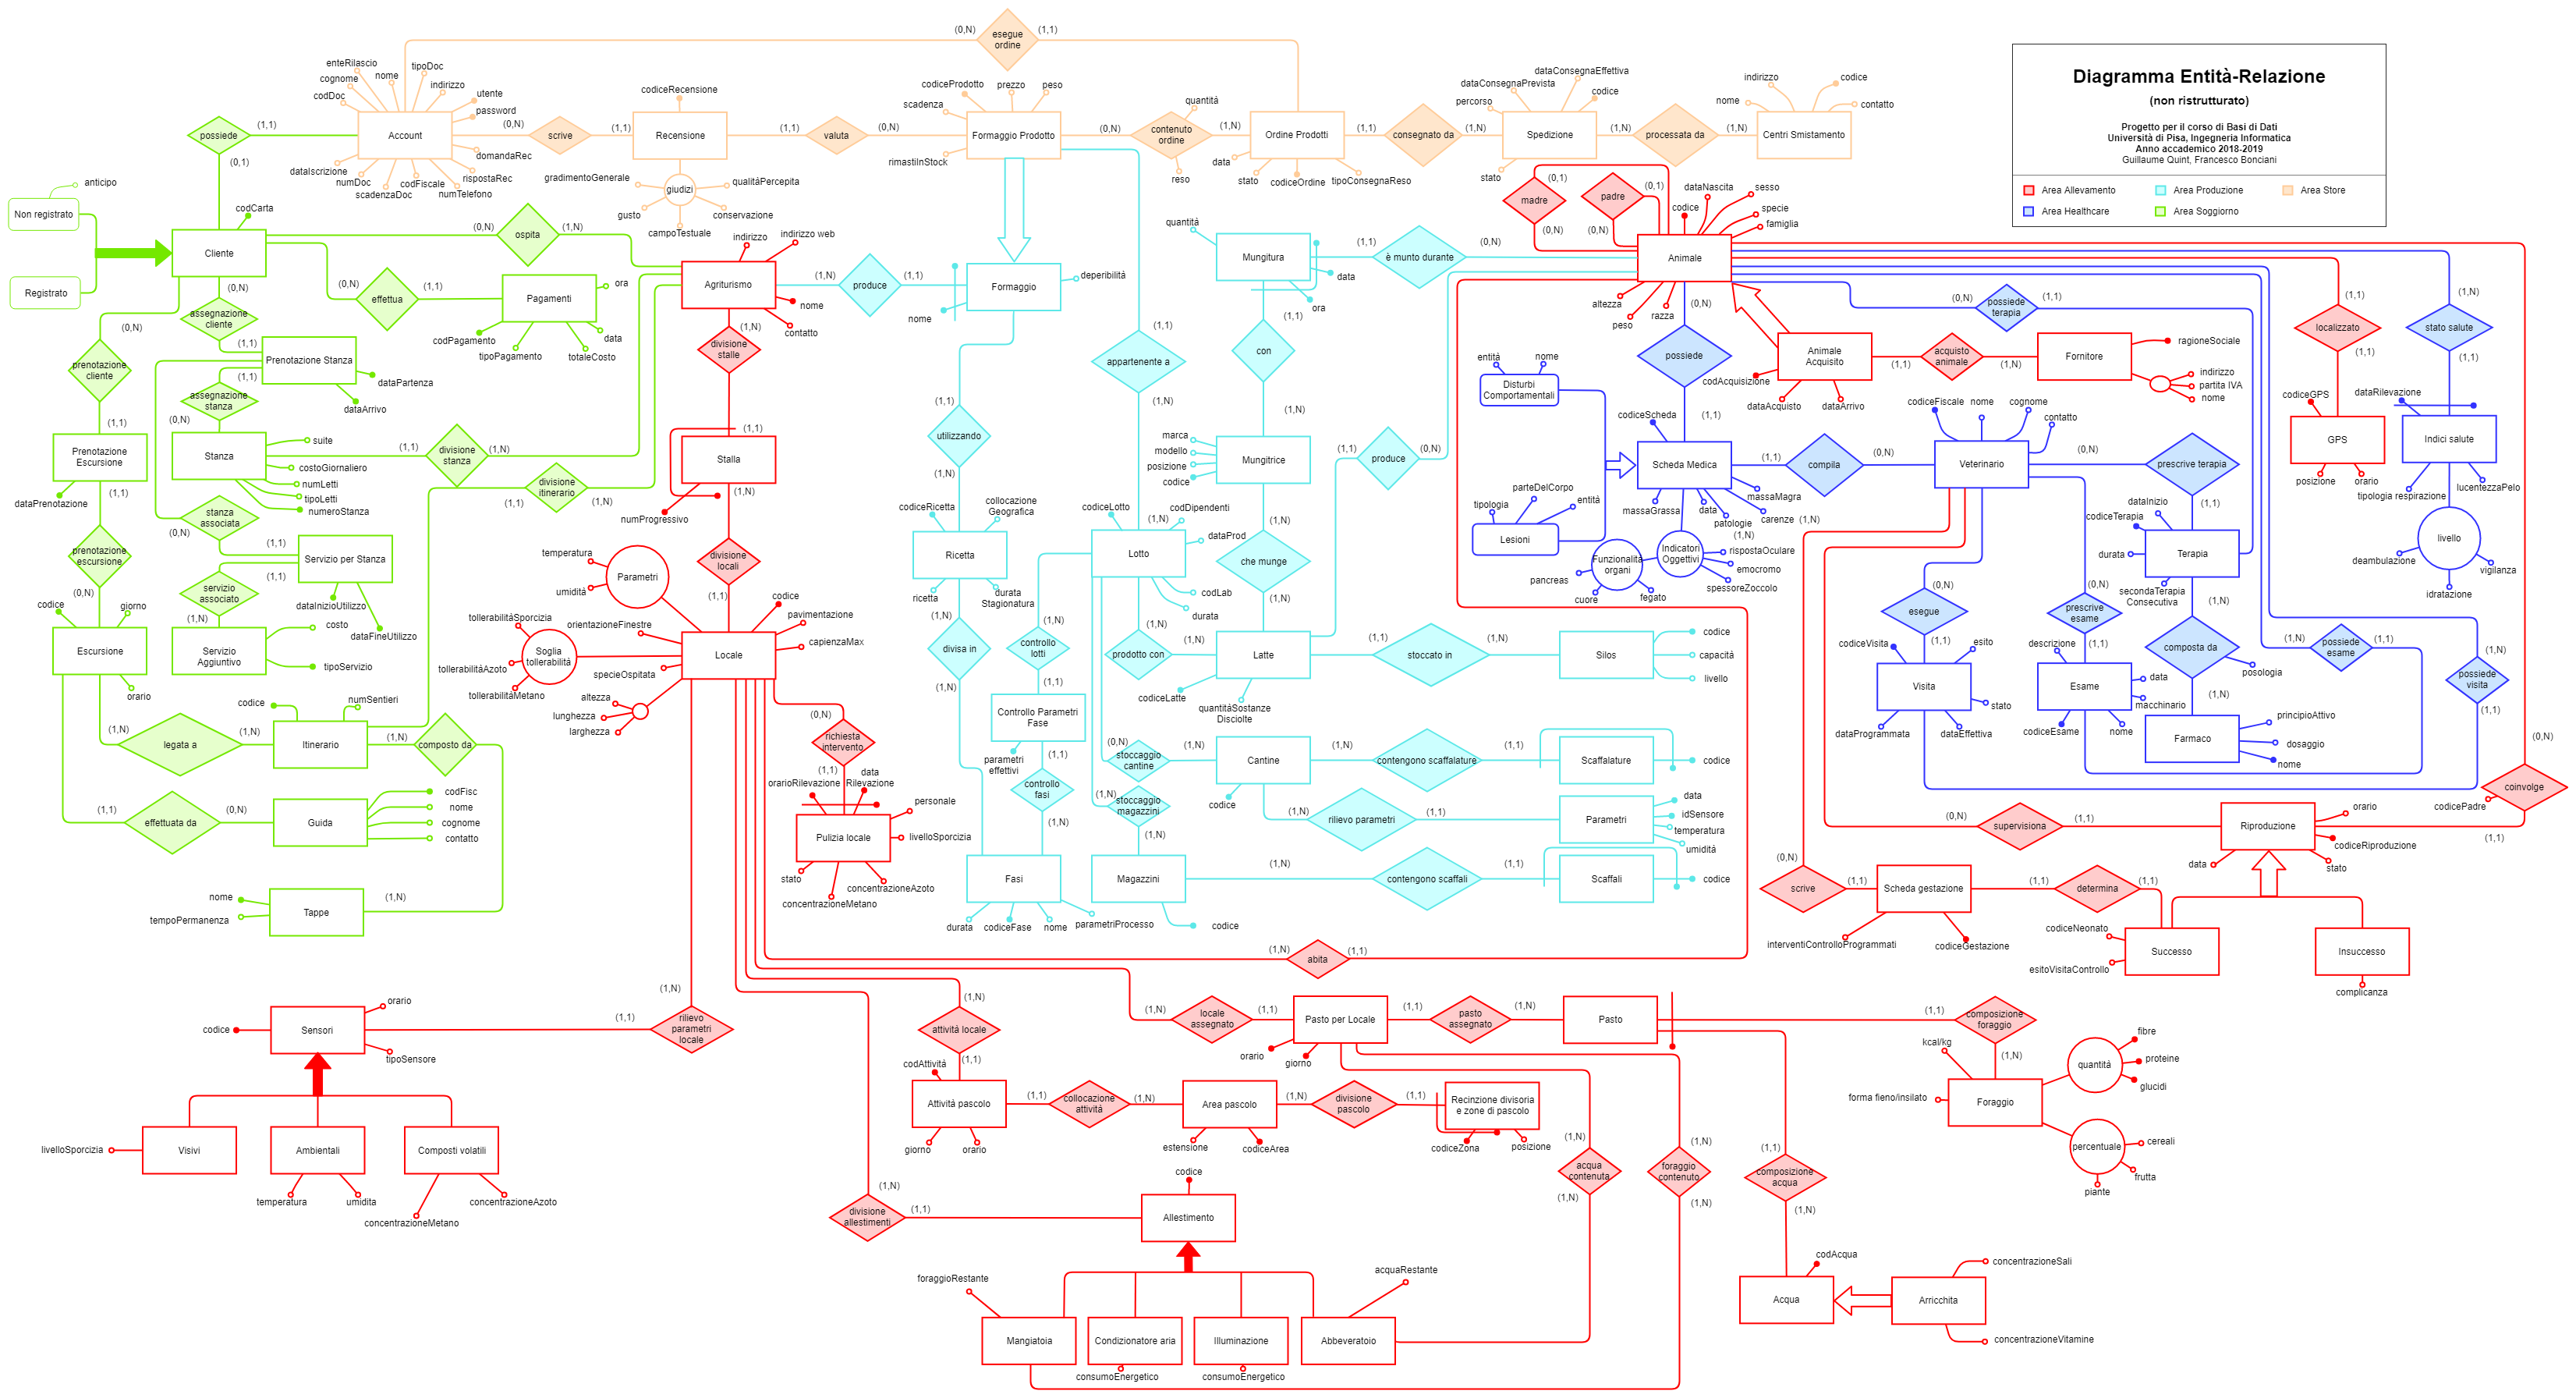 Diagramma Entità-Relazione
(non ristrutturato)
Progetto per il corso di Basi di Dati
Università di Pisa, Ingegneria Informatica
Anno accademico 2018-2019
Guillaume Quint, Francesco Bonciani
Area Allevamento
Area Produzione
Area Store
Area Healthcare
Area Soggiorno
(0,N)
esegue
ordine
(1,1)
enteRilascio
cognome
nome
tipoDoc
indirizzo
codDoc
utente
password
Account
domandaRec
rispostaRec
dataIscrizione
numDoc
scadenzaDoc
codFiscale
numTelefono
possiede
(1,1)
(0,1)
(0,N)
scrive
(1,1)
codiceRecensione
Recensione
gradimentoGenerale
giudizi
qualitàPercepita
gusto
conservazione
campoTestuale
(1,1)
valuta
(0,N)
codiceProdotto
prezzo
peso
scadenza
Formaggio Prodotto
rimastiInStock
(0,N)
quantità
contenuto
ordine
reso
(1,N)
Ordine Prodotti
data
stato
codiceOrdine
tipoConsegnaReso
(1,1)
consegnato da
(1,N)
dataConsegnaEffettiva
dataConsegnaPrevista
codice
percorso
Spedizione
stato
(1,N)
processata da
(1,N)
indirizzo
codice
nome
contatto
Centri Smistamento
anticipo
Non registrato
Registrato
codCarta
Cliente
(0,N)
ospita
(1,N)
(0,N)
effettua
(1,1)
Pagamenti
ora
data
codPagamento
tipoPagamento
totaleCosto
(0,N)
assegnazione
cliente
(1,1)
Prenotazione Stanza
dataPartenza
dataArrivo
(1,1)
assegnazione
stanza
(0,N)
Stanza
suite
costoGiornaliero
numLetti
tipoLetti
numeroStanza
(1,1)
divisione
stanza
(1,N)
divisione
itinerario
(1,1)
(1,N)
(0,N)
prenotazione
cliente
(1,1)
Prenotazione
Escursione
dataPrenotazione
(1,1)
prenotazione
escursione
(0,N)
stanza
associata
(0,N)
(1,1)
Servizio per Stanza
(1,1)
dataInizioUtilizzo
dataFineUtilizzo
servizio
associato
(1,N)
Servizio
Aggiuntivo
costo
tipoServizio
codice
giorno
Escursione
orario
(1,N)
legata a
(1,N)
codice
numSentieri
Itinerario
(1,N)
composto da
(1,1)
effettuata da
(0,N)
Guida
codFisc
nome
cognome
contatto
nome
tempoPermanenza
Tappe
(1,N)
indirizzo
indirizzo web
Agriturismo
nome
contatto
(1,N)
produce
(1,1)
(1,N)
divisione
stalle
(1,1)
Stalla
(1,N)
numProgressivo
divisione
locali
(1,1)
temperatura
Parametri
umidità
codice
pavimentazione
capienzaMax
tollerabilitàSporcizia
orientazioneFinestre
Soglia
tollerabilità
tollerabilitàAzoto
tollerabilitàMetano
Locale
specieOspitata
altezza
lunghezza
larghezza
(0,N)
richiesta
intervento
(1,1)
orarioRilevazione
data
Rilevazione
personale
Pulizia locale
livelloSporcizia
stato
concentrazioneMetano
concentrazioneAzoto
Formaggio
deperibilità
nome
(1,1)
utilizzando
(1,N)
codiceRicetta
collocazione
Geografica
Ricetta
ricetta
durata
Stagionatura
(1,N)
divisa in
(1,N)
(1,1)
appartenente a
(1,N)
codiceLotto
(1,N)
codDipendenti
Lotto
dataProd
codLab
durata
controllo
lotti
(1,N)
(1,1)
Controllo Parametri
Fase
parametri
effettivi
(1,1)
controllo
fasi
(1,N)
Fasi
durata
codiceFase
nome
parametriProcesso
(1,N)
prodotto con
(1,N)
(0,N)
stoccaggio
cantine
(1,N)
(1,N)
stoccaggio
magazzini
(1,N)
Magazzini
codice
quantità
Mungitura
data
ora
(1,1)
è munto durante
(0,N)
(1,1)
con
(1,N)
marca
modello
posizione
codice
Mungitrice
(1,N)
che munge
(1,N)
(1,1)
produce
(0,N)
Latte
codiceLatte
quantitàSostanze
Disciolte
(1,1)
stoccato in
(1,N)
Silos
codice
capacità
livello
Cantine
codice
(1,N)
contengono scaffalature
(1,1)
Scaffalature
codice
(1,N)
rilievo parametri
(1,1)
Parametri
data
idSensore
temperatura
umidità
(1,N)
contengono scaffali
(1,1)
Scaffali
codice
(0,1)
madre
(0,N)
padre
(0,1)
(0,N)
dataNascita
sesso
codice
specie
famiglia
Animale
altezza
peso
razza
(0,N)
possiede
(1,1)
entità
nome
Disturbi
Comportamentali
codiceScheda
Scheda Medica
tipologia
parteDelCorpo
entità
Lesioni
massaGrassa
data
patologie
(1,N)
carenze
massaMagra
Indicatori
Oggettivi
rispostaOculare
emocromo
spessoreZoccolo
Funzionalità
organi
pancreas
cuore
fegato
Animale
Acquisito
codAcquisizione
dataAcquisto
dataArrivo
(1,1)
acquisto
animale
(1,N)
Fornitore
ragioneSociale
indirizzo
partita IVA
nome
(0,N)
possiede
terapia
(1,1)
(1,1)
compila
(0,N)
codiceFiscale
nome
cognome
contatto
Veterinario
(0,N)
prescrive terapia
(1,1)
dataInizio
codiceTerapia
durata
Terapia
secondaTerapia
Consecutiva
(1,N)
composta da
posologia
(1,N)
Farmaco
principioAttivo
dosaggio
nome
(1,1)
localizzato
(1,1)
codiceGPS
GPS
posizione
orario
(1,N)
stato salute
(1,1)
dataRilevazione
Indici salute
tipologia respirazione
lucentezzaPelo
livello
deambulazione
vigilanza
idratazione
(0,N)
esegue
(1,1)
codiceVisita
esito
Visita
stato
dataProgrammata
dataEffettiva
(0,N)
prescrive
esame
(1,1)
descrizione
Esame
data
macchinario
codiceEsame
nome
(1,N)
possiede
esame
(1,1)
(1,N)
possiede
visita
(1,1)
(0,N)
coinvolge
codicePadre
(1,1)
(1,N)
(0,N)
supervisiona
(1,1)
Riproduzione
orario
codiceRiproduzione
data
stato
(0,N)
scrive
(1,1)
Scheda gestazione
interventiControlloProgrammati
codiceGestazione
(1,1)
determina
(1,1)
codiceNeonato
Successo
esitoVisitaControllo
Insuccesso
complicanza
(1,N)
abita
(1,1)
orario
codice
Sensori
tipoSensore
(1,1)
rilievo
parametri
locale
(1,N)
livelloSporcizia
Visivi
Ambientali
Composti volatili
temperatura
umidita
concentrazioneMetano
concentrazioneAzoto
(1,N)
attività locale
(1,1)
codAttività
Attività pascolo
giorno
orario
(1,1)
collocazione
attività
(1,N)
Area pascolo
estensione
codiceArea
(1,N)
divisione
pascolo
(1,1)
Recinzione divisoria
e zone di pascolo
codiceZona
posizione
(1,N)
locale
assegnato
(1,1)
Pasto per Locale
orario
giorno
(1,1)
pasto
assegnato
(1,N)
Pasto
(1,1)
composizione
foraggio
(1,N)
kcal/kg
Foraggio
forma fieno/insilato
quantità
fibre
proteine
glucidi
percentuale
cereali
frutta
piante
(1,N)
acqua
contenuta
(1,N)
(1,N)
foraggio
contenuto
(1,N)
(1,1)
composizione
acqua
(1,N)
codAcqua
Acqua
Arricchita
concentrazioneSali
concentrazioneVitamine
(1,N)
divisione
allestimenti
(1,1)
codice
Allestimento
foraggioRestante
acquaRestante
Mangiatoia
Condizionatore aria
Illuminazione
Abbeveratoio
consumoEnergetico
consumoEnergetico